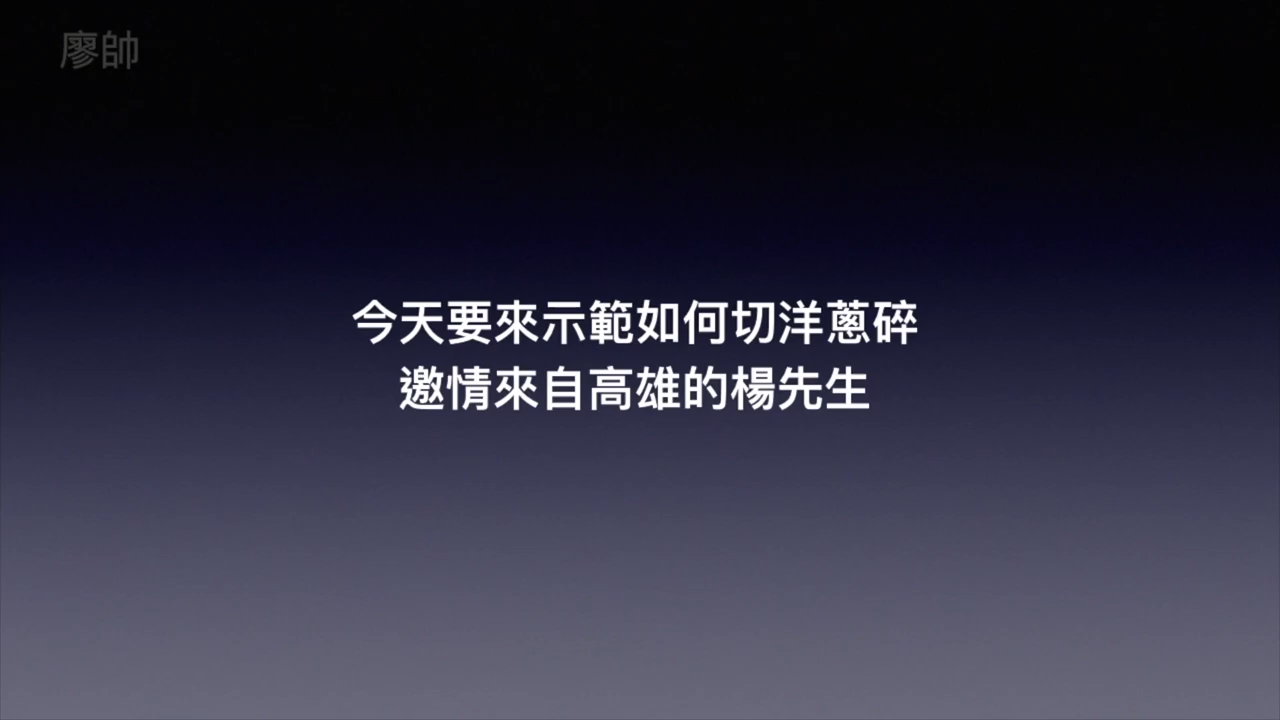 廖帥
今天要來示範如何切洋蔥碎
邀情來自高雄的楊先生